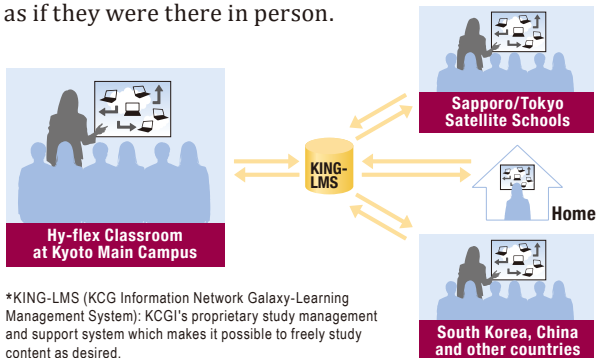 as if they were there in person.
Sapporo/Tokyo
Satellite Schools
KING-
LMS
Home
Hy-flex Classroom
at Kyoto Main Campus
*KING-LMS (KCG Information Network Galaxy-Learning
Management System): KCGI's proprietary study management
and support system which makes it possible to freely study
content as desired.
South Korea, China
and other countries